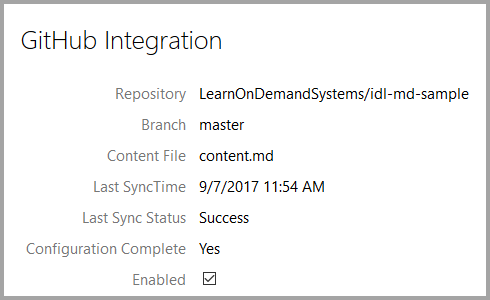 GitHub Integration
Repository LearnOnDemandSystems/idl-md-sample
Branch master
Content File content.md
Last SyncTime 9/7/2017 11:54 AM
Last Sync Status Success
Configuration Complete Yes
Enabled